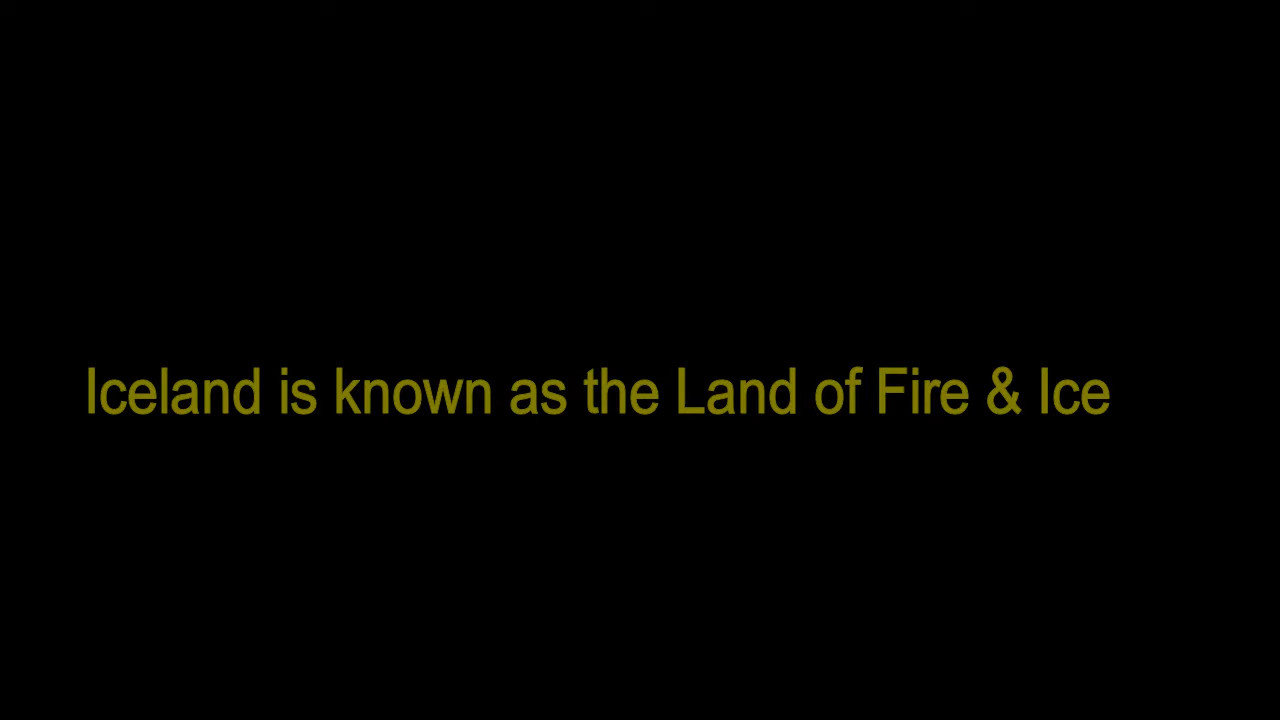 Iceland is known as the Land of Fire & Ice